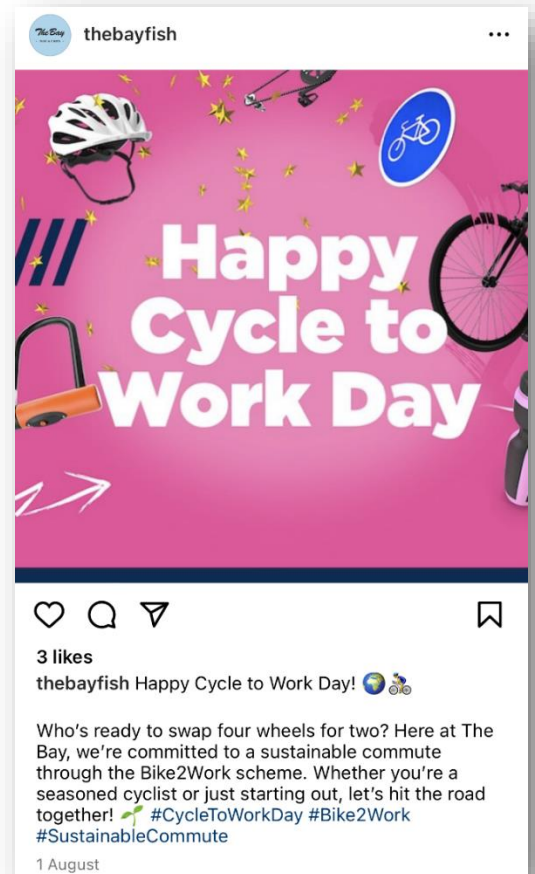 The Bay
thebayfish
Happy
Cycle to
Work Day
3 likes
thebayfish Happy Cycle to Work Day! 🌍🚴
Who's ready to swap four wheels for two? Here at The
Bay, we're committed to a sustainable commute
through the Bike2Work scheme. Whether you're a
seasoned cyclist or just starting out, let's hit the road
together! 🌱 #CycleToWorkDay #Bike2Work
#SustainableCommute
1 August